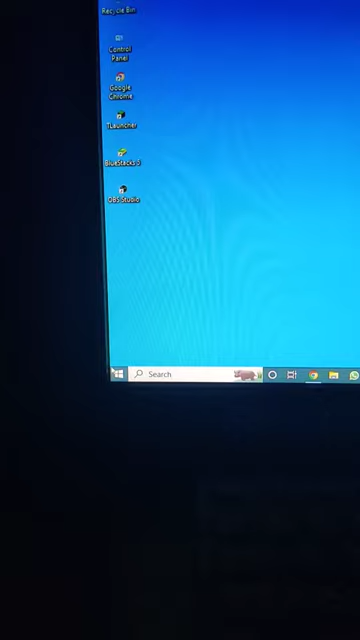 Recycle Bin
Control
Panel
Google
Chrome
TLauncher
BlueStacks 5
OBS Studio
Search